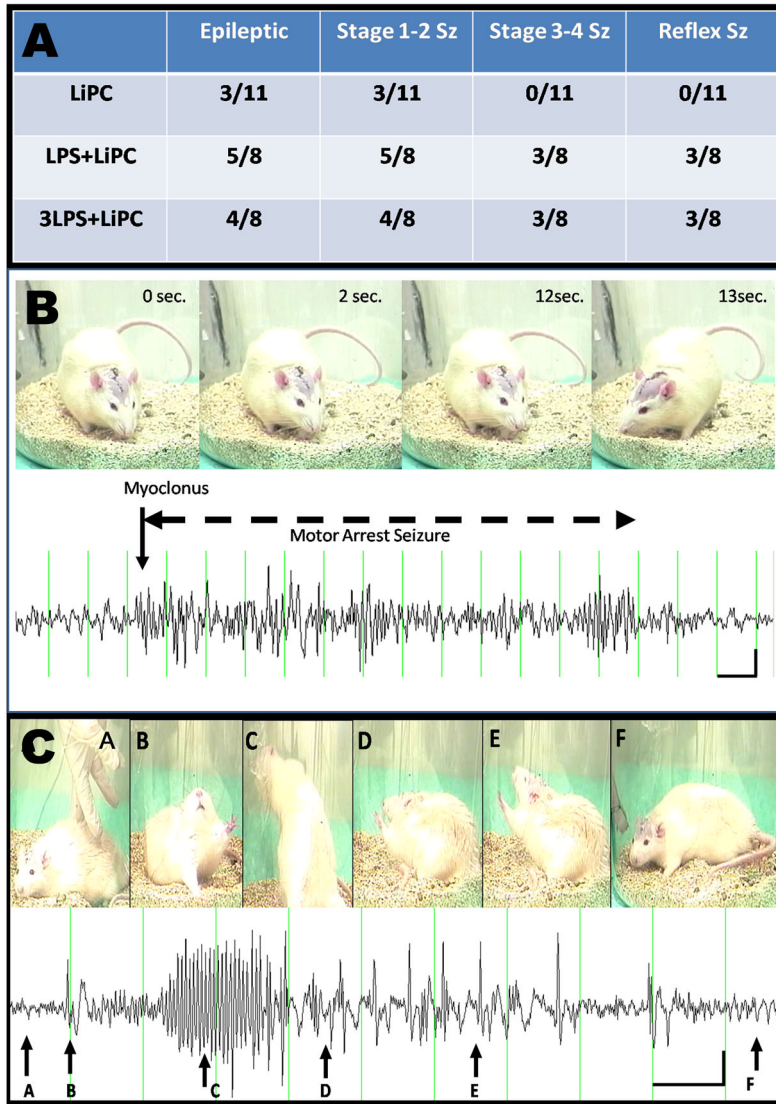 A
Epileptic Stage 1-2 Sz Stage 3-4 Sz Reflex Sz
LiPC 3/11 3/11 0/11 0/11
LPS+LiPC 5/8 5/8 3/8 3/8
3LPS+LiPC 4/8 4/8 3/8 3/8
B
0 sec. 2 sec. 12sec. 13sec.
Myoclonus
Motor Arrest Seizure
C
A B C D E F
A B C D E F